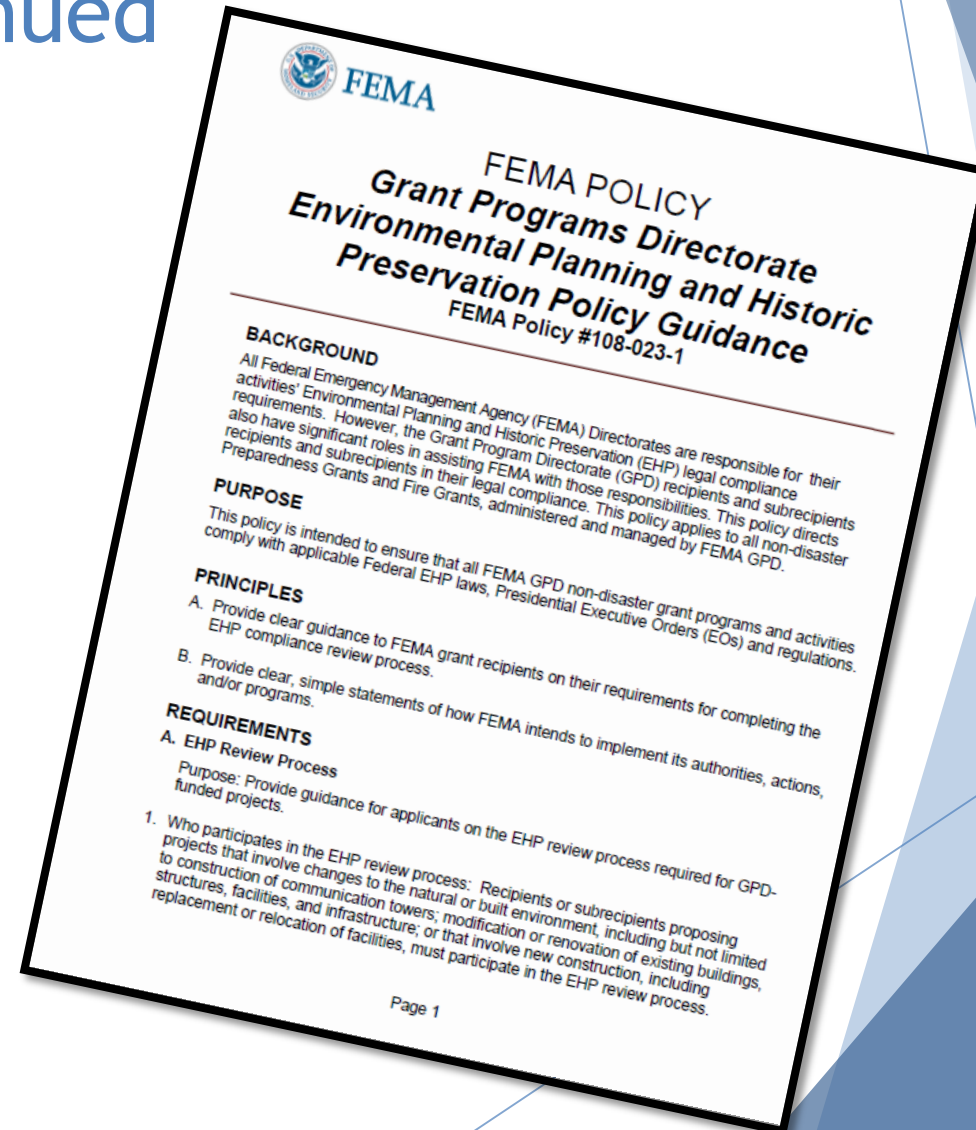 nued
FEMA
FEMA POLICY
Grant Programs Directorate
Environmental Planning and Historic
Preservation Policy Guidance
FEMA Policy #108-023-1
BACKGROUND
All Federal Emergency Management Agency (FEMA) Directorates are responsible for their
activities' Environmental Planning and Historic Preservation (EHP) legal compliance
requirements. However, the Grant Program Directorate (GPD) recipients and subrecipients
also have significant roles in assisting FEMA with those responsibilities. This policy directs
recipients and subrecipients in their legal compliance. This policy applies to all non-disaster
Preparedness Grants and Fire Grants, administered and managed by FEMA GPD.
PURPOSE
This policy is intended to ensure that all FEMA GPD non-disaster grant programs and activities
comply with applicable Federal EHP laws, Presidential Executive Orders (EOs) and regulations.
PRINCIPLES
A. Provide clear guidance to FEMA grant recipients on their requirements for completing the
EHP compliance review process.
B. Provide clear, simple statements of how FEMA intends to implement its authorities, actions,
and/or programs.
REQUIREMENTS
A. EHP Review Process
Purpose: Provide guidance for applicants on the EHP review process required for GPD-
funded projects.
1. Who participates in the EHP review process: Recipients or subrecipients proposing
projects that involve changes to the natural or built environment, including but not limited
to construction of communication towers; modification or renovation of existing buildings,
structures, facilities, and infrastructure; or that involve new construction, including
replacement or relocation of facilities, must participate in the EHP review process.
Page 1